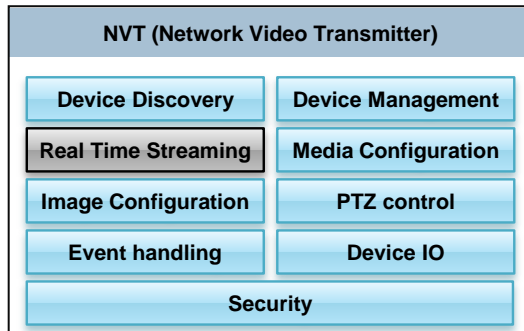 NVT (Network Video Transmitter)
Device Discovery
Device Management
Real Time Streaming
Media Configuration
Image Configuration
PTZ control
Event handling
Device IO
Security